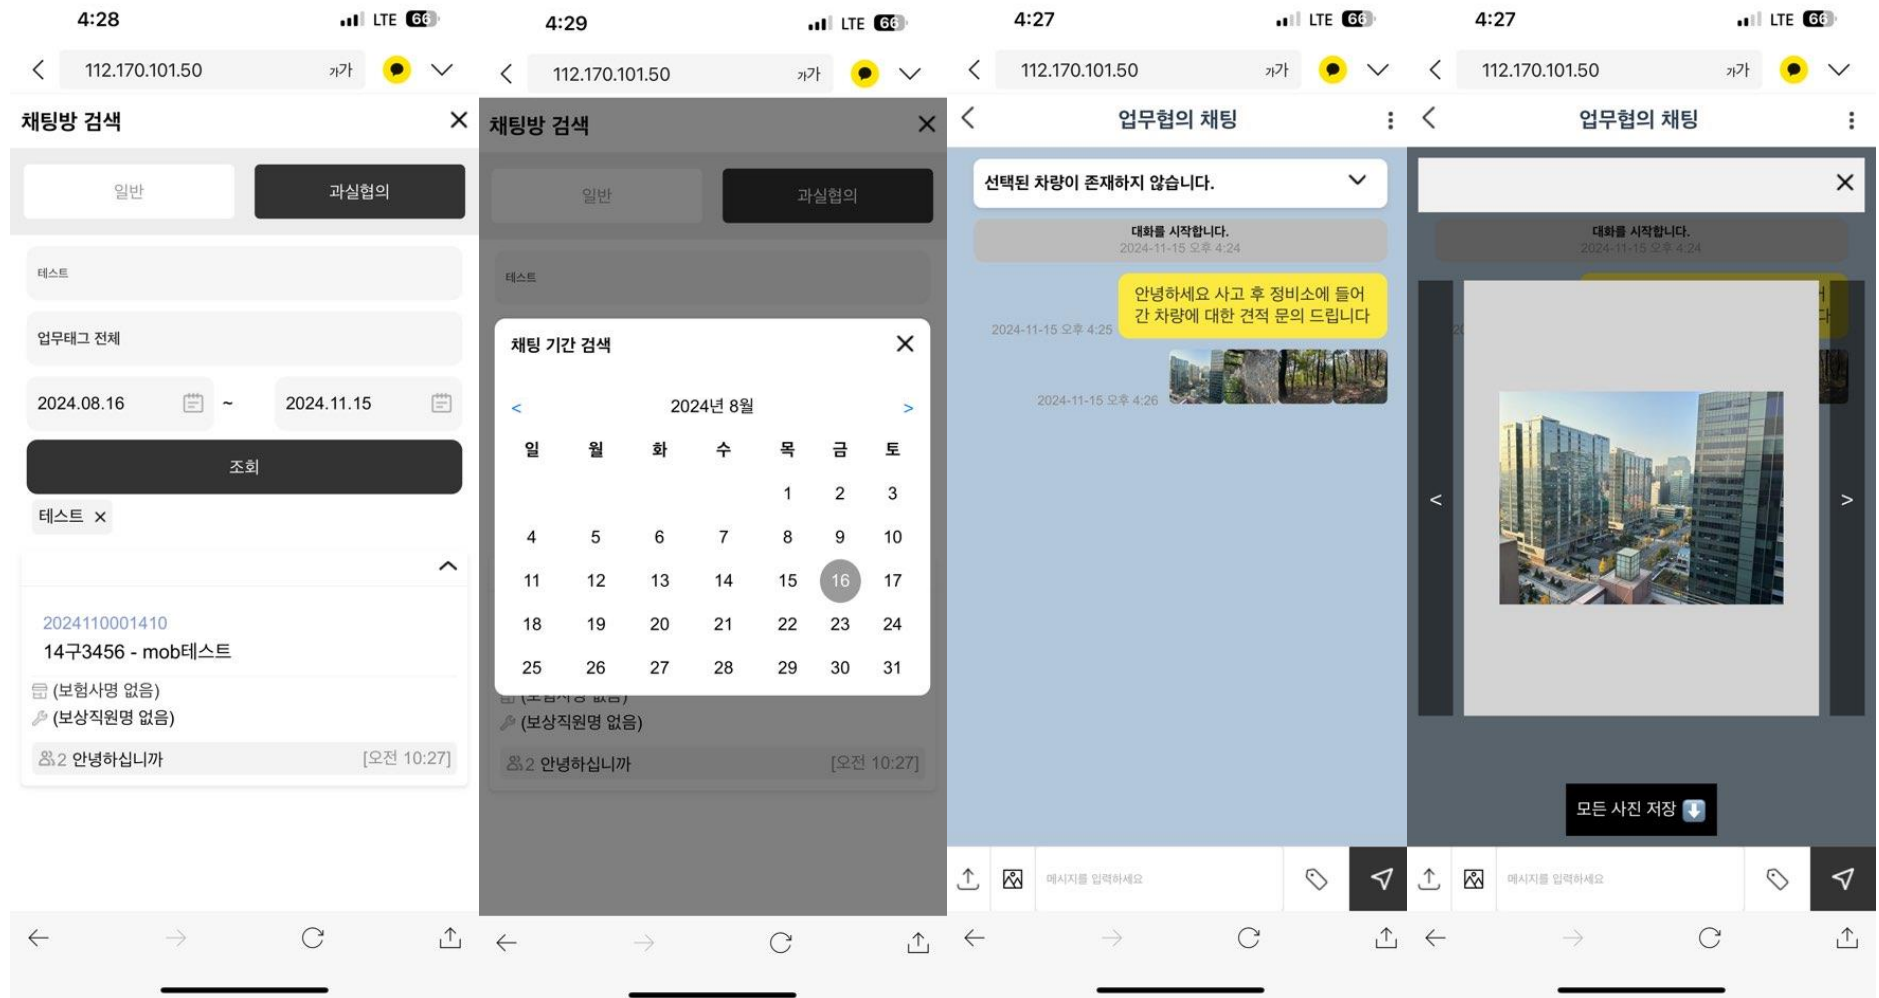 4:28
LTE 66
112.170.101.50
가가
채팅방 검색
일반
과실협의
테스트
업무태그 전체
2024.08.16
~
2024.11.15
조회
테스트 ×
2024110001410
14구3456 - mob테스트
(보험사명 없음)
(보상직원명 없음)
2 안녕하십니까
[오전 10:27]
4:29
LTE 66
112.170.101.50
가가
채팅방 검색
일반
과실협의
테스트
채팅 기간 검색
<
2024년 8월
>
일 월 화 수 목 금 토
1 2 3
4 5 6 7 8 9 10
11 12 13 14 15 16 17
18 19 20 21 22 23 24
25 26 27 28 29 30 31
(보상직원명 없음)
2 안녕하십니까
[오전 10:27]
4:27
LTE 66
112.170.101.50
가가
업무협의 채팅
선택된 차량이 존재하지 않습니다.
대화를 시작합니다.
2024-11-15 오후 4:24
안녕하세요 사고 후 정비소에 들어
간 차량에 대한 견적 문의 드립니다
2024-11-15 오후 4:25
2024-11-15 오후 4:26
메시지를 입력하세요
4:27
LTE 66
112.170.101.50
가가
업무협의 채팅
대화를 시작합니다.
2024-11-15 오후 4:24
<
>
모든 사진 저장
메시지를 입력하세요